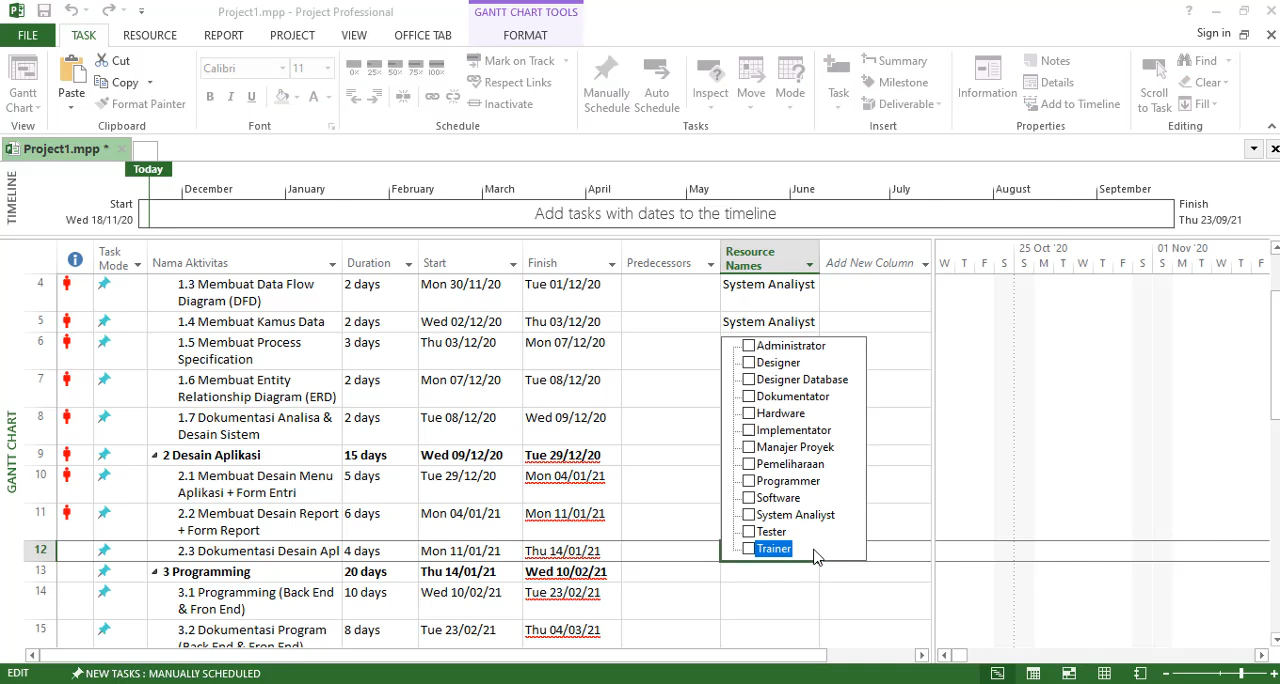 Project1.mpp - Project Professional
GANTT CHART TOOLS
?
FILE
TASK
RESOURCE
REPORT
PROJECT
VIEW
OFFICE TAB
FORMAT
Sign in
Gantt
Chart
View
Paste
Cut
Copy
Format Painter
Clipboard
Calibri
11
B I U
A
Font
0% 25% 50% 75% 100%
Mark on Track
Respect Links
Inactivate
Schedule
Manually
Schedule
Auto
Schedule
Inspect
Move
Mode
Tasks
Task
Summary
Milestone
Deliverable
Insert
Information
Notes
Details
Add to Timeline
Properties
Scroll
to Task
Find
Clear
Fill
Editing
Project1.mpp *
TIMELINE
Today
December January February March April May June July August September
Start
Wed 18/11/20
Add tasks with dates to the timeline
Finish
Thu 23/09/21
GANTT CHART
Task
Mode
Nama Aktivitas
Duration
Start
Finish
Predecessors
Resource
Names
Add New Column
25 Oct '20
01 Nov '20
W T F S S M T W T F S S M T W T F
4 1.3 Membuat Data Flow 2 days Mon 30/11/20 Tue 01/12/20 System Analiyst
Diagram (DFD)
5 1.4 Membuat Kamus Data 2 days Wed 02/12/20 Thu 03/12/20 System Analiyst
6 1.5 Membuat Process 3 days Thu 03/12/20 Mon 07/12/20
Specification
7 1.6 Membuat Entity 2 days Mon 07/12/20 Tue 08/12/20
Relationship Diagram (ERD)
8 1.7 Dokumentasi Analisa & 2 days Tue 08/12/20 Wed 09/12/20
Desain Sistem
9 2 Desain Aplikasi 15 days Wed 09/12/20 Tue 29/12/20
10 2.1 Membuat Desain Menu 5 days Tue 29/12/20 Mon 04/01/21
Aplikasi + Form Entri
11 2.2 Membuat Desain Report 6 days Mon 04/01/21 Mon 11/01/21
+ Form Report
12 2.3 Dokumentasi Desain Apl 4 days Mon 11/01/21 Thu 14/01/21
13 3 Programming 20 days Thu 14/01/21 Wed 10/02/21
14 3.1 Programming (Back End 10 days Wed 10/02/21 Tue 23/02/21
& Fron End)
15 3.2 Dokumentasi Program 8 days Tue 23/02/21 Thu 04/03/21
(Back End & Fron End)
Administrator
Designer
Designer Database
Dokumentator
Hardware
Implementator
Manajer Proyek
Pemeliharaan
Programmer
Software
System Analiyst
Tester
Trainer
EDIT
NEW TASKS : MANUALLY SCHEDULED